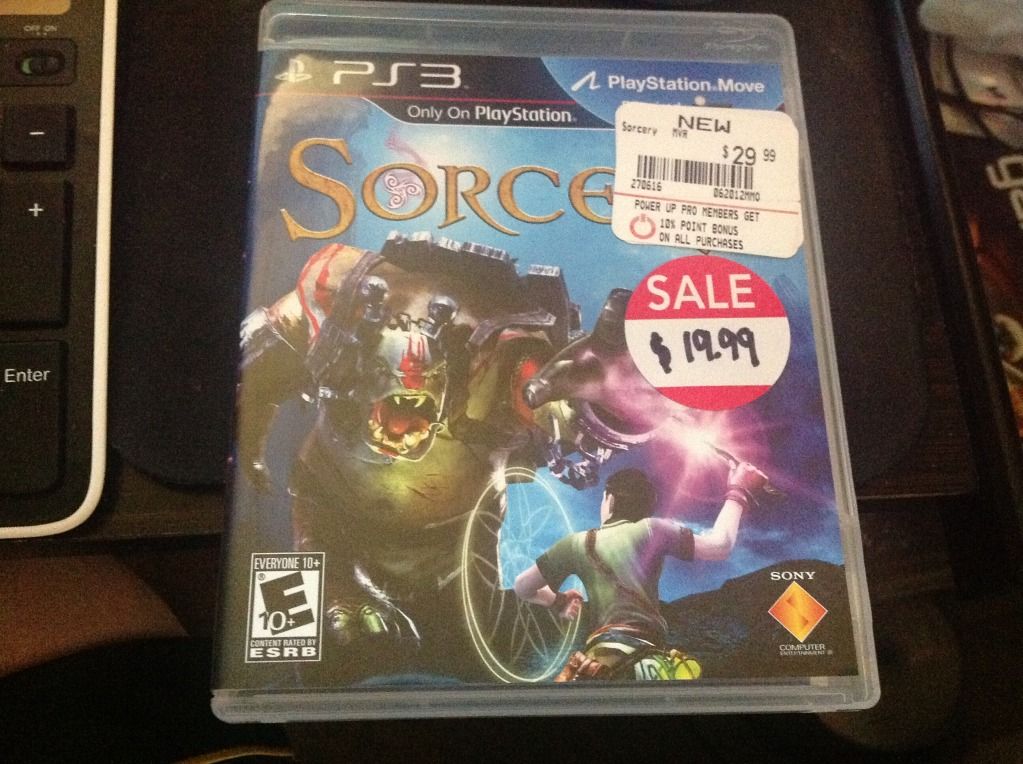 OFF ON
-
+
Enter
PS3
PlayStation Move
Only On PlayStation
SORCE
NEW
Sorcery MVR
$29 99
270616 062012MMO
POWER UP PRO MEMBERS GET
10% POINT BONUS
ON ALL PURCHASES
SALE
$19.99
EVERYONE 10+
E
10+
CONTENT RATED BY
ESRB
SONY
COMPUTER
ENTERTAINMENT